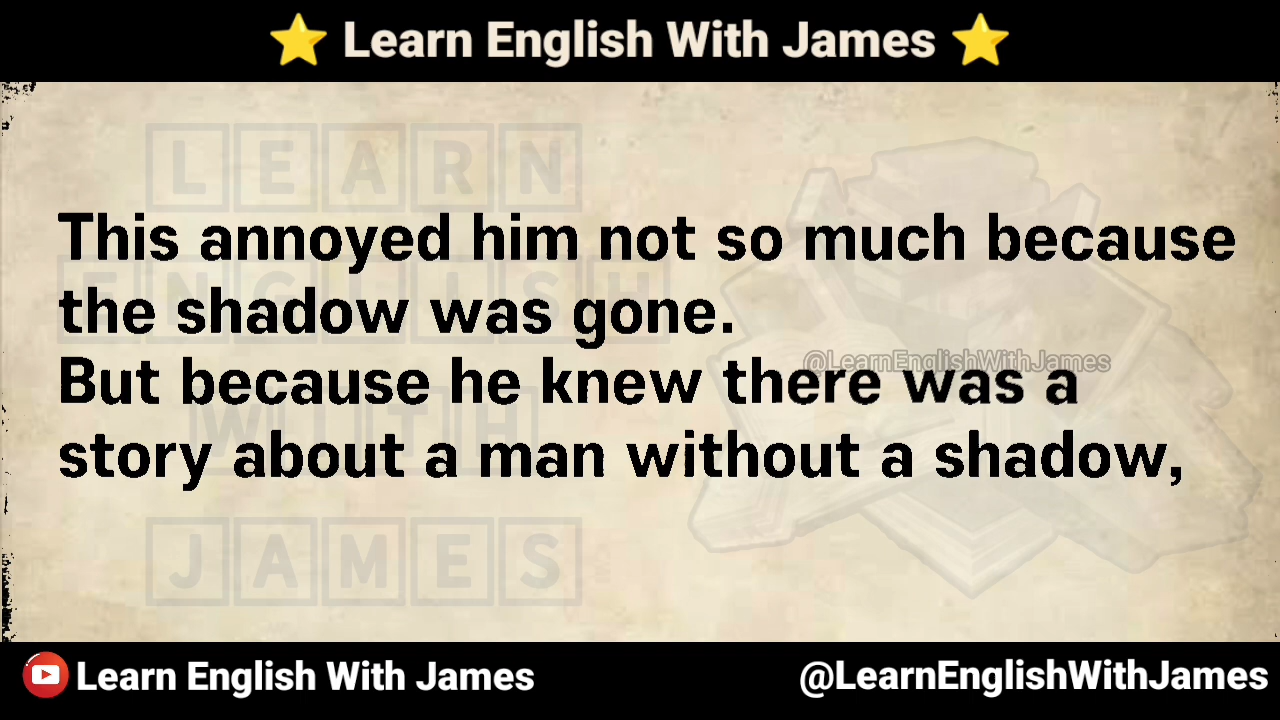 ⭐ Learn English With James ⭐
LEARN
This annoyed him not so much because
ENGLISH
the shadow was gone.
@LearnEnglishWithJames
But because he knew there was a
WITH
story about a man without a shadow,
JAMES
Learn English With James
@LearnEnglishWithJames